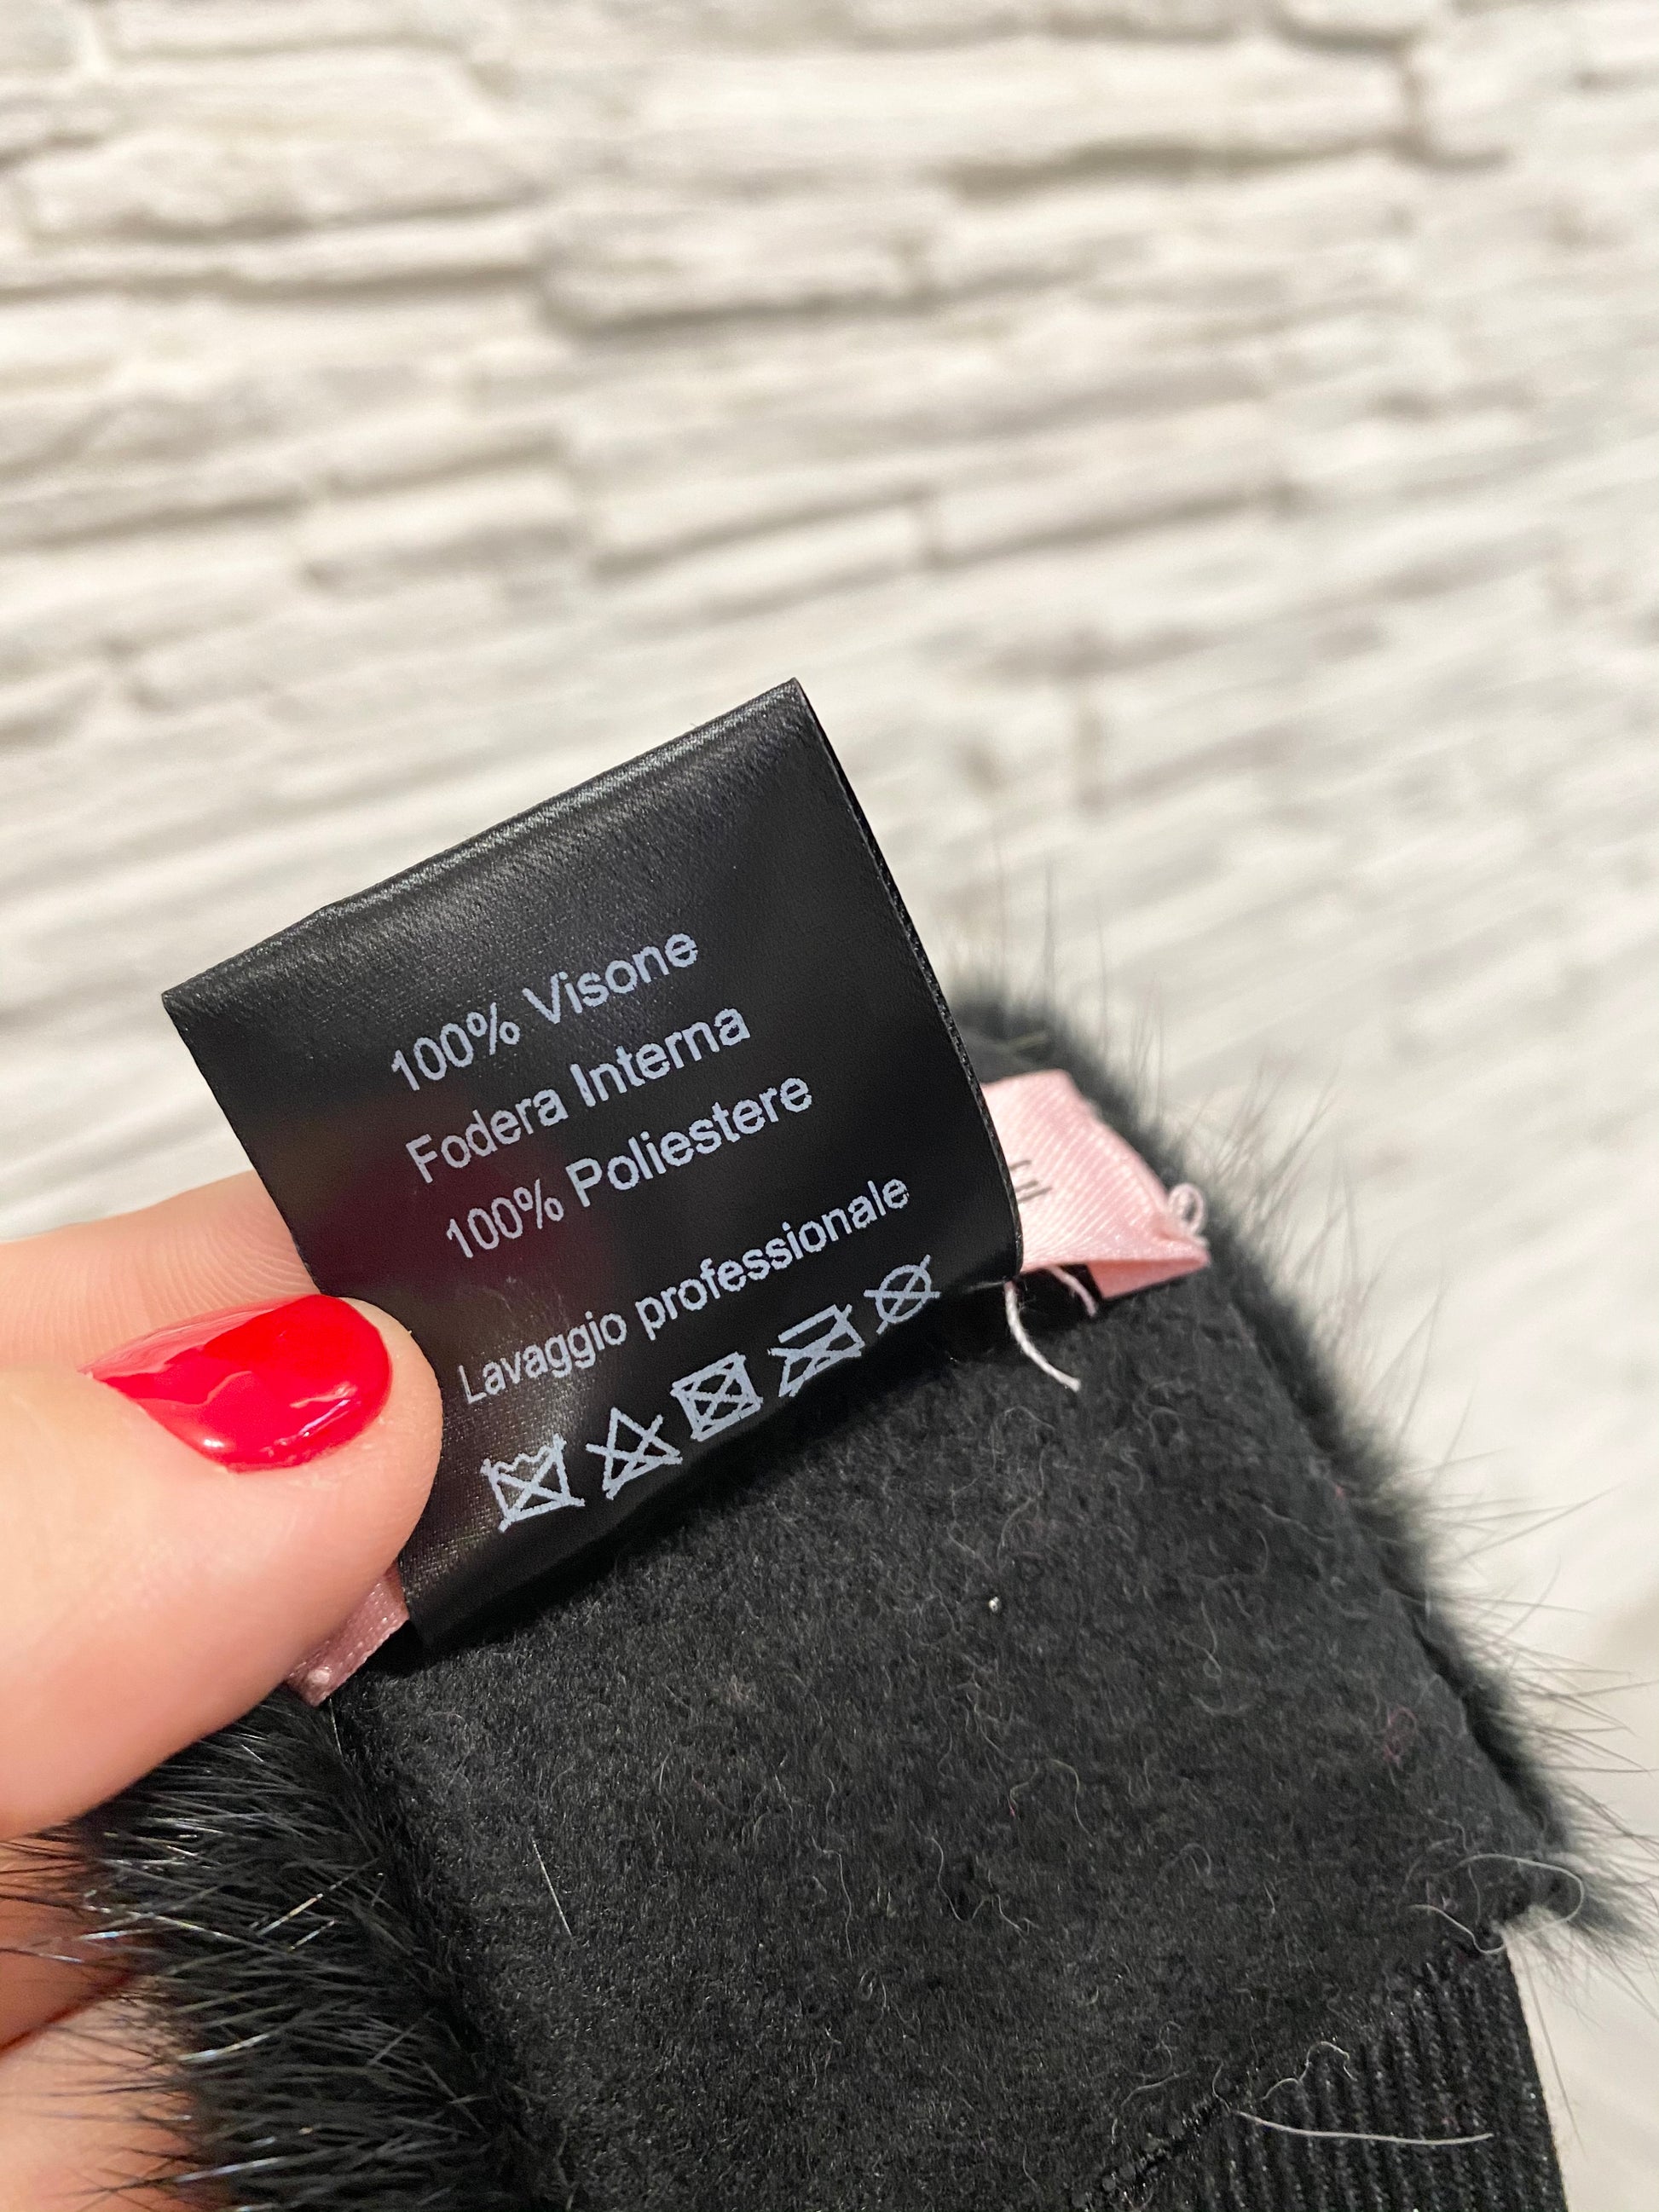 100% Visone
Fodera Interna
100% Poliestere
Lavaggio professionale